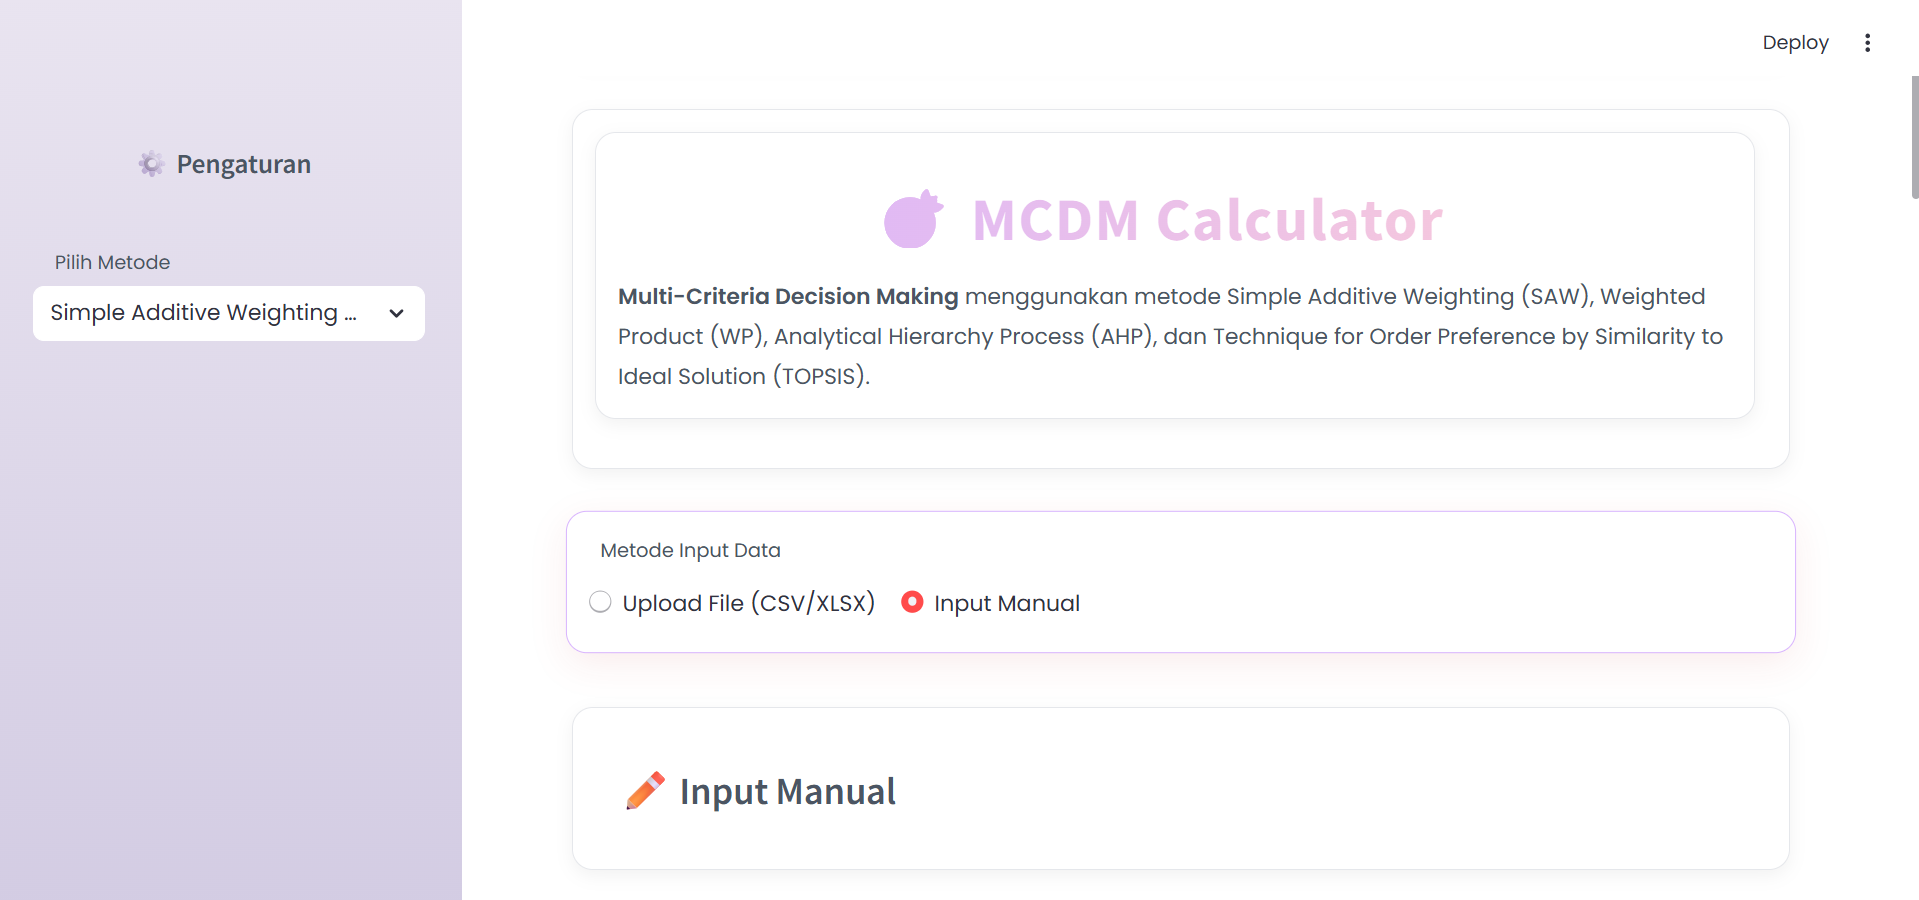 Deploy
Pengaturan
Pilih Metode
Simple Additive Weighting ...
MCDM Calculator
Multi-Criteria Decision Making menggunakan metode Simple Additive Weighting (SAW), Weighted
Product (WP), Analytical Hierarchy Process (AHP), dan Technique for Order Preference by Similarity to
Ideal Solution (TOPSIS).
Metode Input Data
Upload File (CSV/XLSX) Input Manual
Input Manual